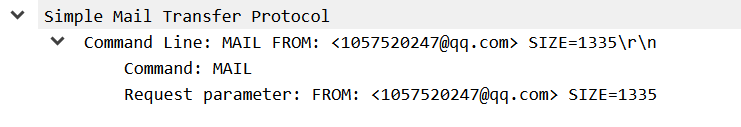 Simple Mail Transfer Protocol
Command Line: MAIL FROM: <1057520247@qq.com> SIZE=1335\r\n
Command: MAIL
Request parameter: FROM: <1057520247@qq.com> SIZE=1335